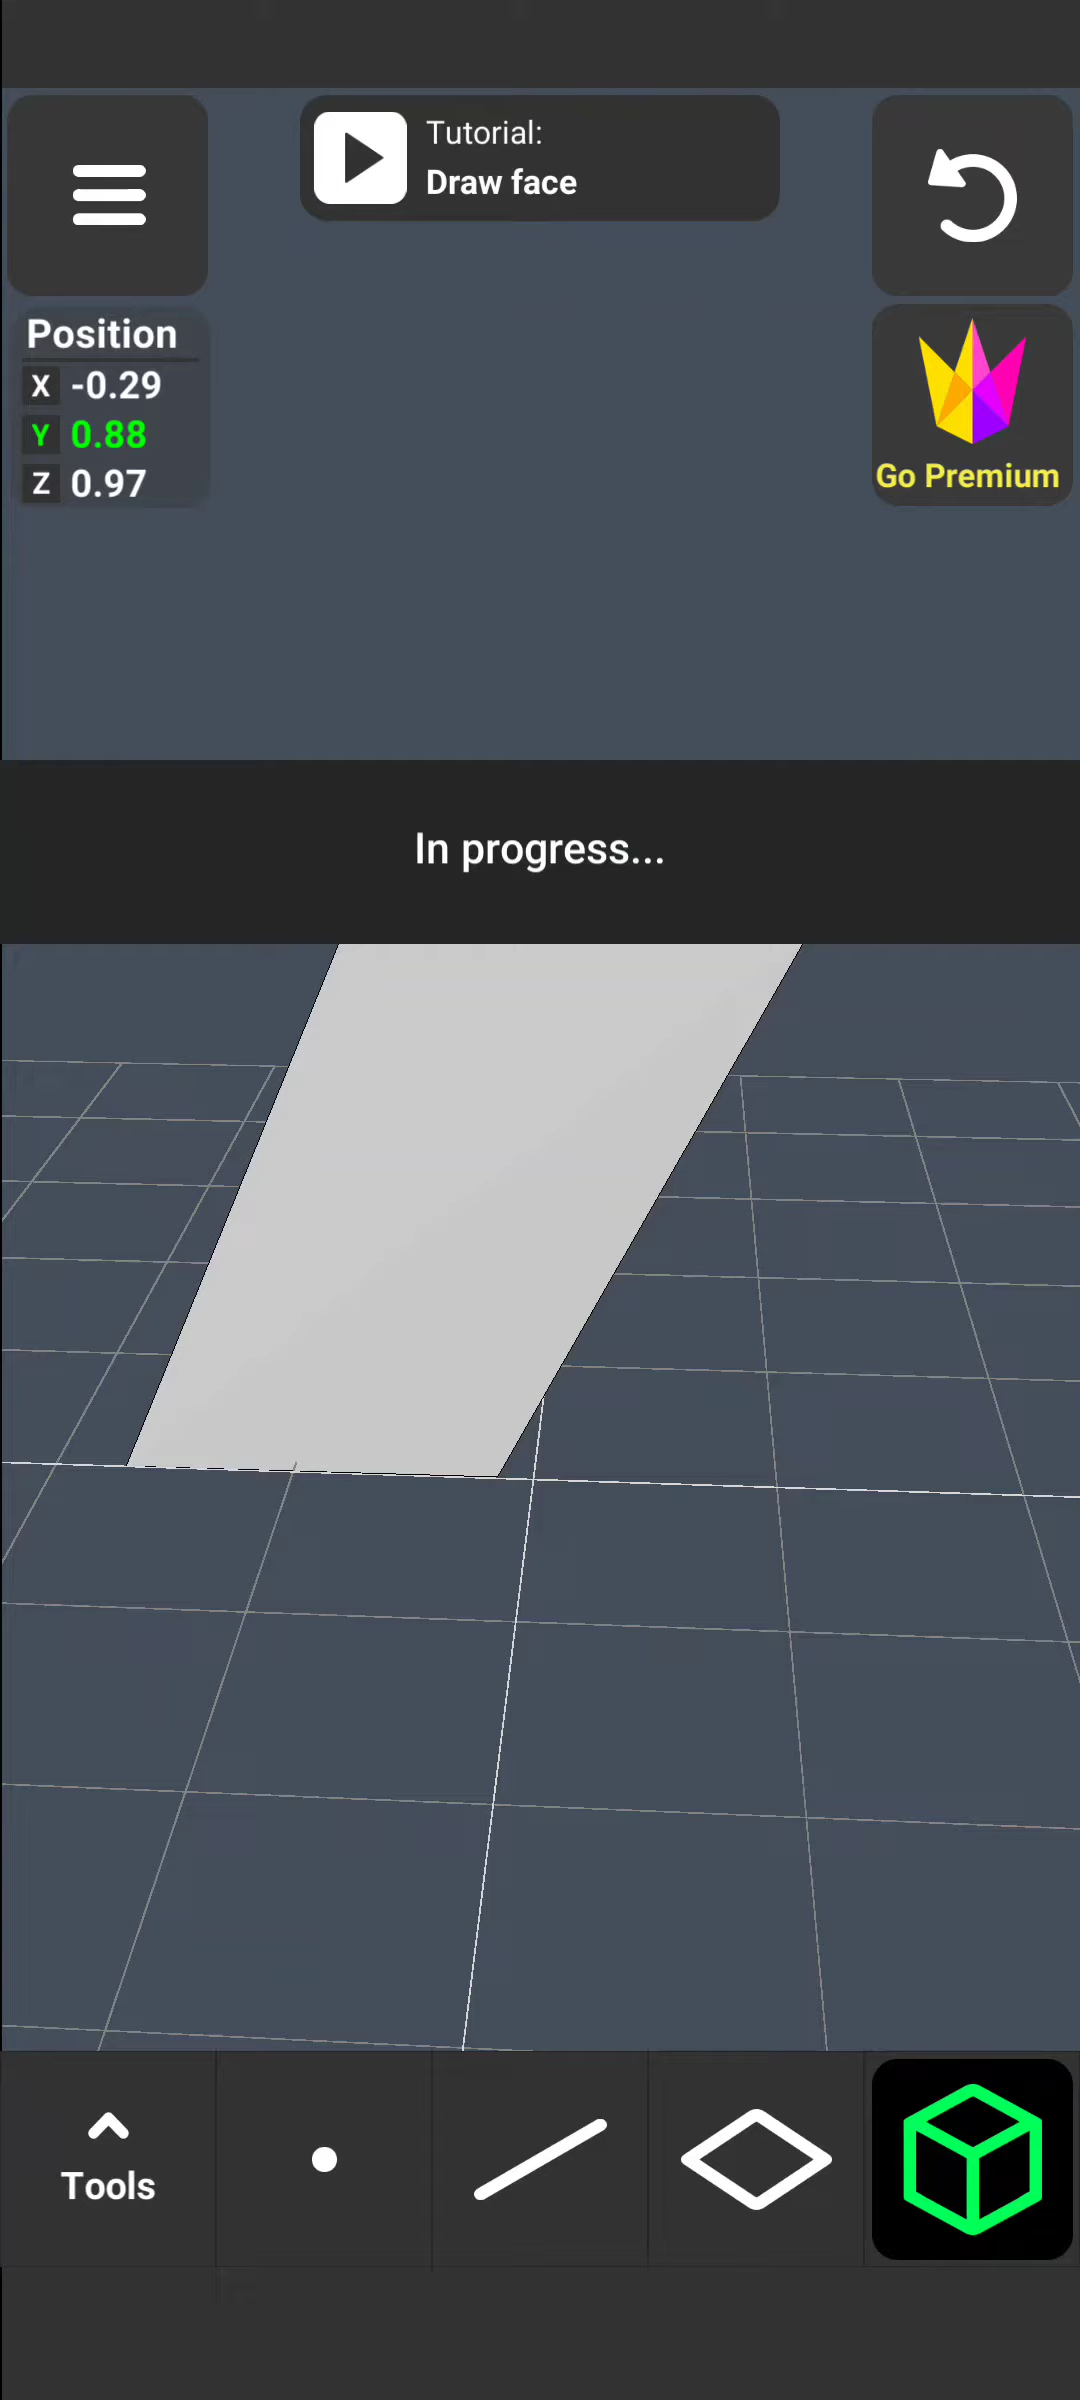 Tutorial:
Draw face
Position
X -0.29
Y 0.88
Z 0.97
Go Premium
In progress...
Tools